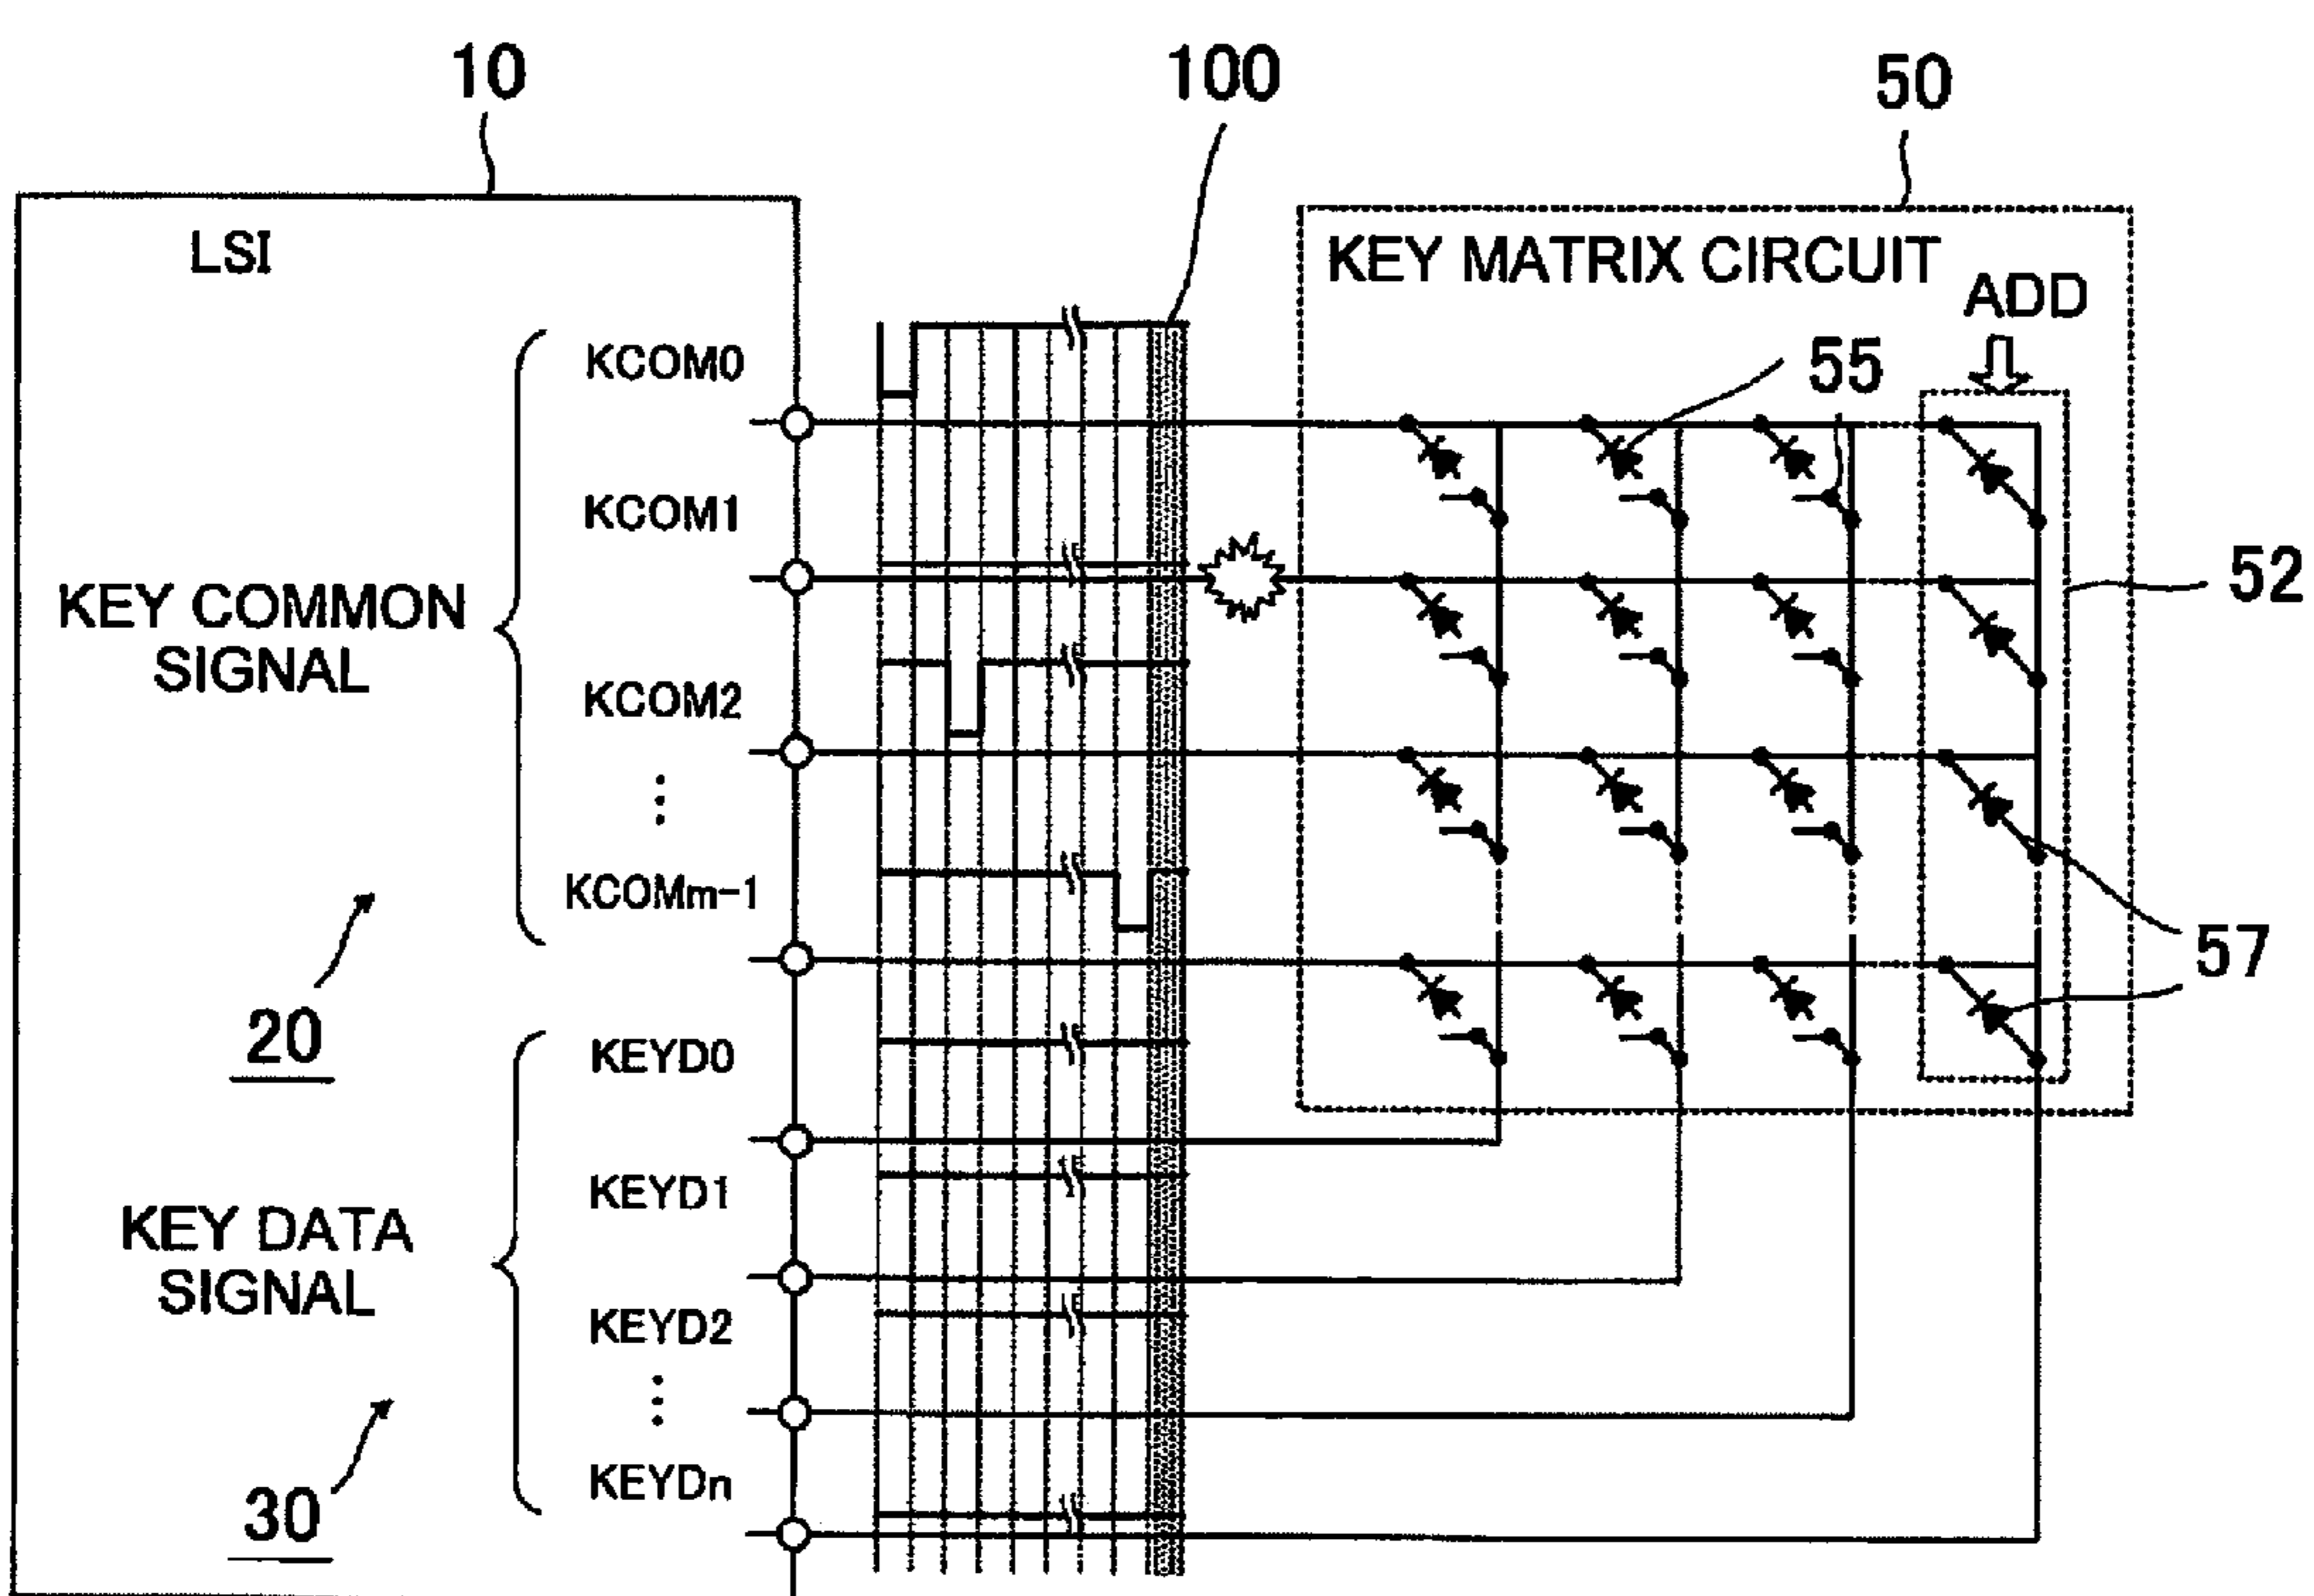 10
100
50
LSI
KEY MATRIX CIRCUIT
ADD
KCOM0
55
KCOM1
52
KEY COMMON
SIGNAL
KCOM2
KCOMm-1
57
20
KEYD0
KEYD1
KEY DATA
SIGNAL
KEYD2
KEYDn
30